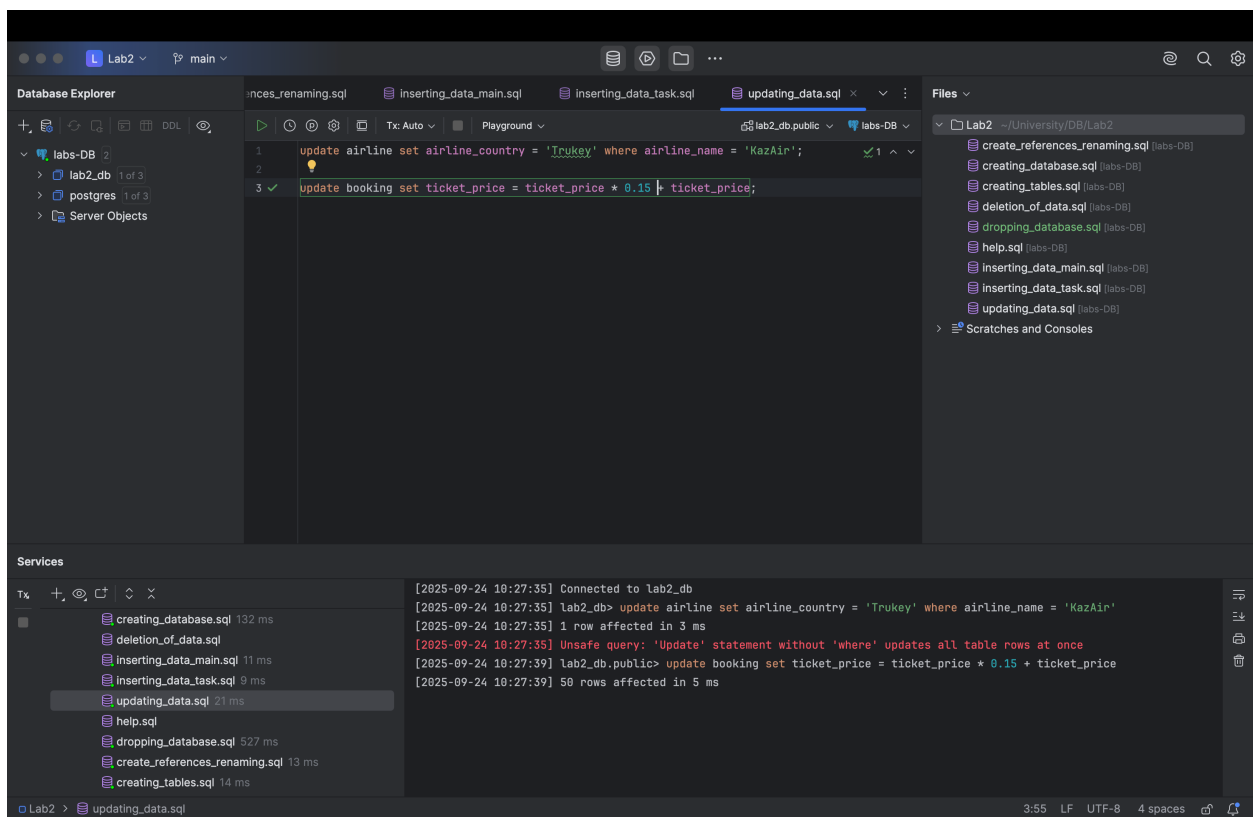 L Lab2 main
Database Explorer
ences_renaming.sql inserting_data_main.sql inserting_data_task.sql updating_data.sql
Files
DDL
Tx: Auto Playground lab2_db.public labs-DB
labs-DB 2
lab2_db 1 of 3
postgres 1 of 3
Server Objects
1 update airline set airline_country = 'Trukey' where airline_name = 'KazAir'; 1
2
3 update booking set ticket_price = ticket_price * 0.15 + ticket_price;
Lab2 ~/University/DB/Lab2
create_references_renaming.sql [labs-DB]
creating_database.sql [labs-DB]
creating_tables.sql [labs-DB]
deletion_of_data.sql [labs-DB]
dropping_database.sql [labs-DB]
help.sql [labs-DB]
inserting_data_main.sql [labs-DB]
inserting_data_task.sql [labs-DB]
updating_data.sql [labs-DB]
Scratches and Consoles
Services
Tx
creating_database.sql 132 ms
deletion_of_data.sql
inserting_data_main.sql 11 ms
inserting_data_task.sql 9 ms
updating_data.sql 21 ms
help.sql
dropping_database.sql 527 ms
create_references_renaming.sql 13 ms
creating_tables.sql 14 ms
[2025-09-24 10:27:35] Connected to lab2_db
[2025-09-24 10:27:35] lab2_db> update airline set airline_country = 'Trukey' where airline_name = 'KazAir'
[2025-09-24 10:27:35] 1 row affected in 3 ms
[2025-09-24 10:27:35] Unsafe query: 'Update' statement without 'where' updates all table rows at once
[2025-09-24 10:27:39] lab2_db.public> update booking set ticket_price = ticket_price * 0.15 + ticket_price
[2025-09-24 10:27:39] 50 rows affected in 5 ms
Lab2 > updating_data.sql
3:55 LF UTF-8 4 spaces